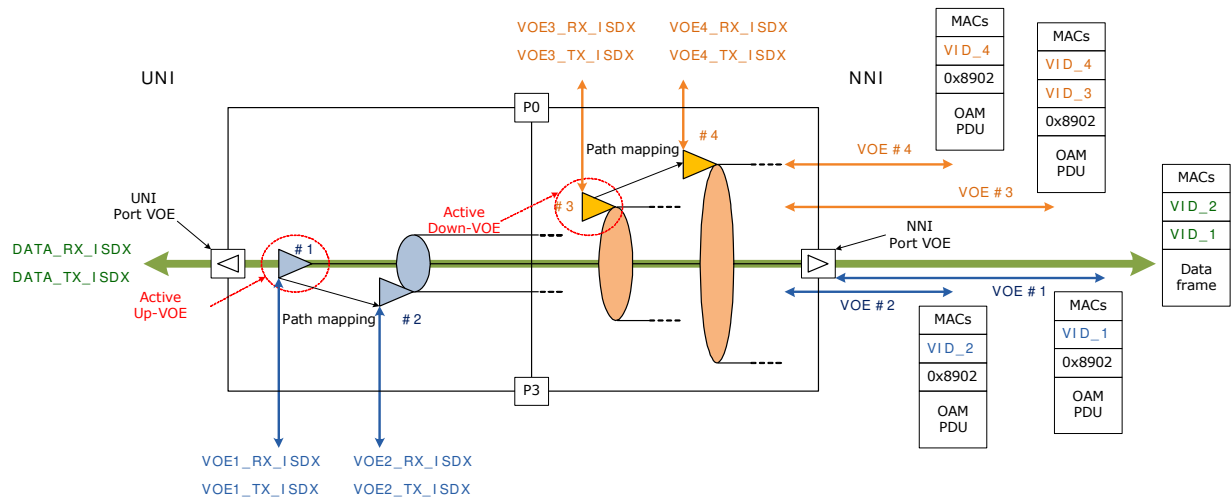 VOE3_RX_ISDX
VOE3_TX_ISDX
VOE4_RX_ISDX
VOE4_TX_ISDX
MACs
VID_4
0x8902
OAM
PDU
MACs
VID_4
VID_3
0x8902
OAM
PDU
UNI
NNI
P0
#4
Path mapping
VOE #4
VOE #3
#3
Active
Down-VOE
UNI
Port VOE
NNI
Port VOE
MACs
VID_2
VID_1
Data
frame
DATA_RX_ISDX
DATA_TX_ISDX
#1
Active
Up-VOE
Path mapping
#2
VOE #2
VOE #1
MACs
VID_2
0x8902
OAM
PDU
MACs
VID_1
0x8902
OAM
PDU
P3
VOE1_RX_ISDX
VOE1_TX_ISDX
VOE2_RX_ISDX
VOE2_TX_ISDX